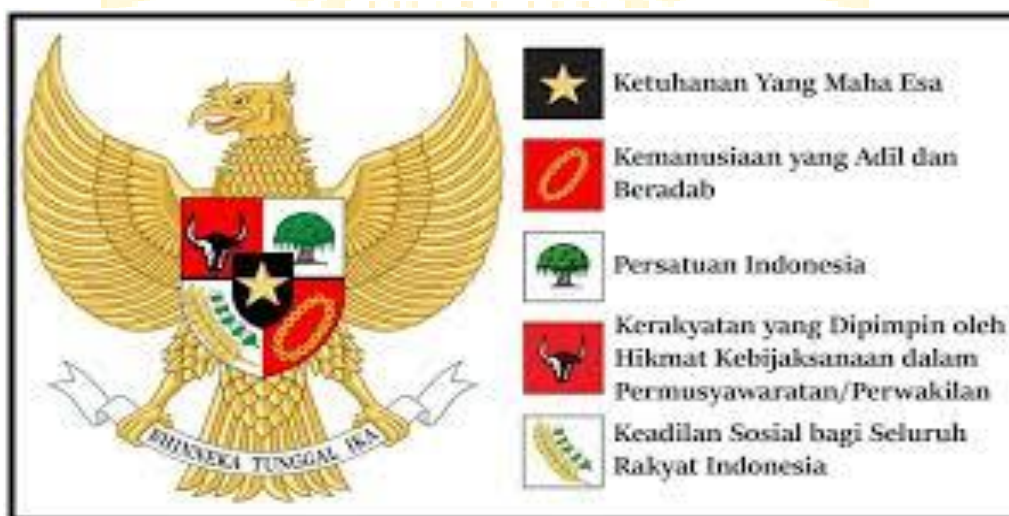 Ketuhanan Yang Maha Esa
Kemanusiaan yang Adil dan
Beradab
Persatuan Indonesia
Kerakyatan yang Dipimpin oleh
Hikmat Kebijaksanaan dalam
Permusyawaratan/Perwakilan
Keadilan Sosial bagi Seluruh
Rakyat Indonesia
BHINNEKA TUNGGAL IKA